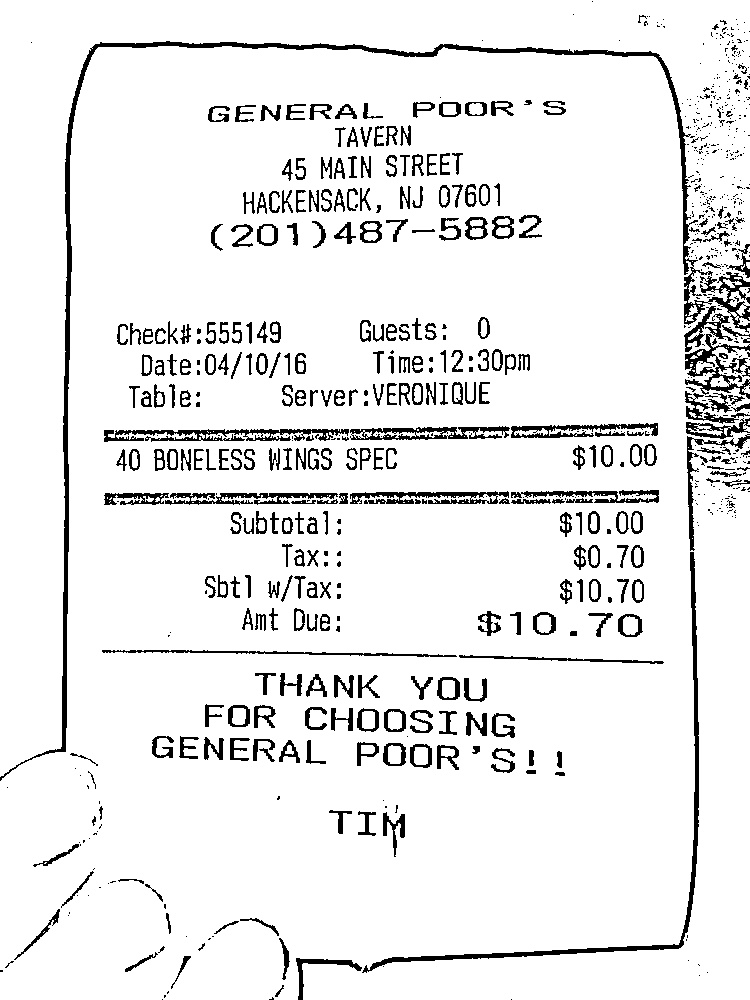 GENERAL POOR'S
TAVERN
45 MAIN STREET
HACKENSACK, NJ 07601
(201)487-5882
Check#:555149 Guests: 0
Date:04/10/16 Time:12:30pm
Table: Server:VERONIQUE
40 BONELESS WINGS SPEC $10.00
Subtotal: $10.00
Tax:: $0.70
Sbtl w/Tax: $10.70
Amt Due: $10.70
THANK YOU
FOR CHOOSING
GENERAL POOR'S!!
TIM